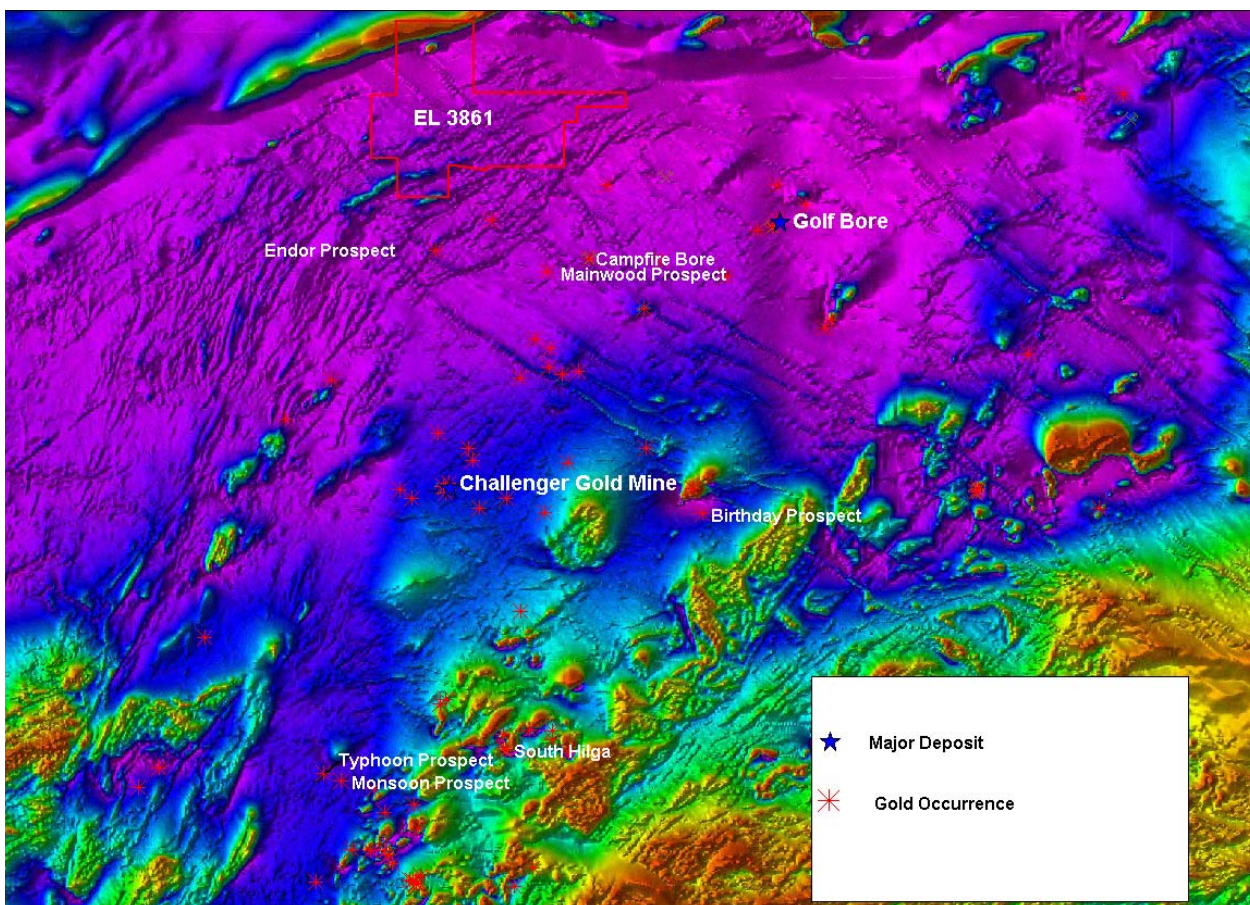 EL 3861
Golf Bore
Endor Prospect
Campfire Bore
Mainwood Prospect
Challenger Gold Mine
Birthday Prospect
South Hilga
Typhoon Prospect
Monsoon Prospect
Major Deposit
Gold Occurrence